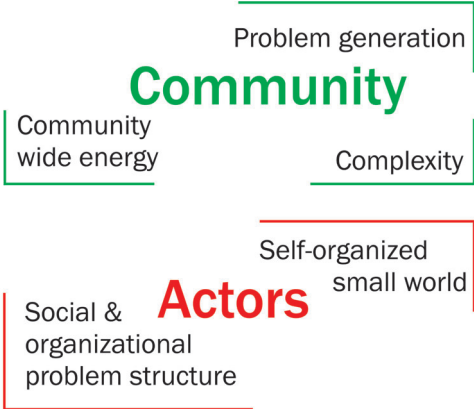 Problem generation
Community
Community
wide energy
Complexity
Self-organized
small world
Actors
Social &
organizational
problem structure